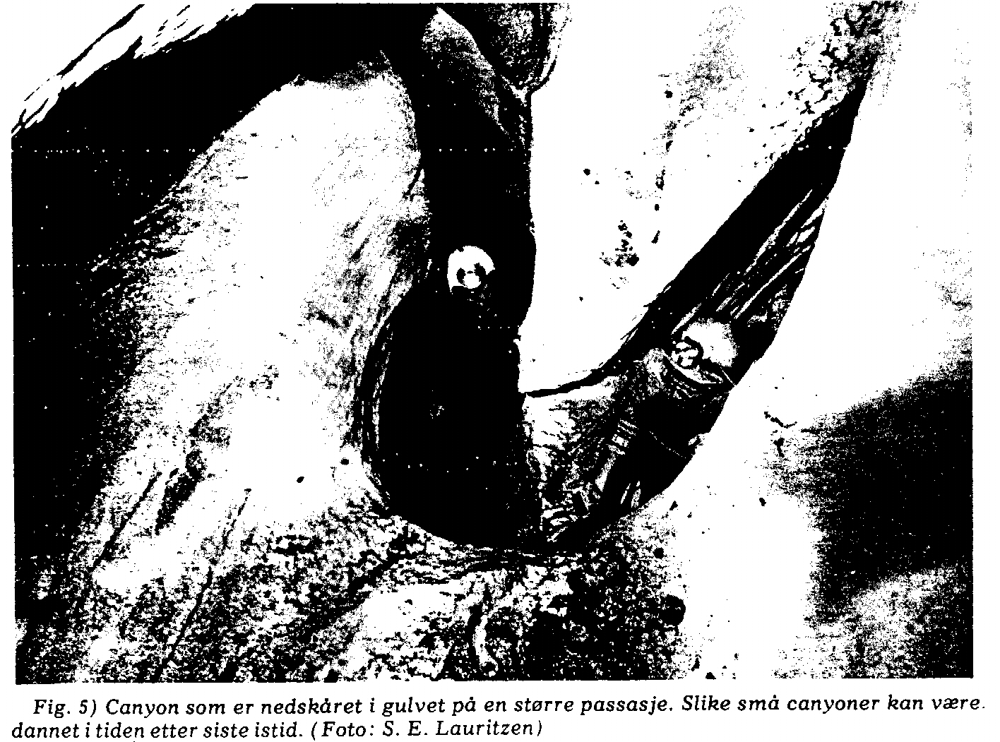 Fig. 5) Canyon som er nedskåret i gulvet på en større passasje. Slike små canyoner kan være
dannet i tiden etter siste istid. (Foto: S. E. Lauritzen)